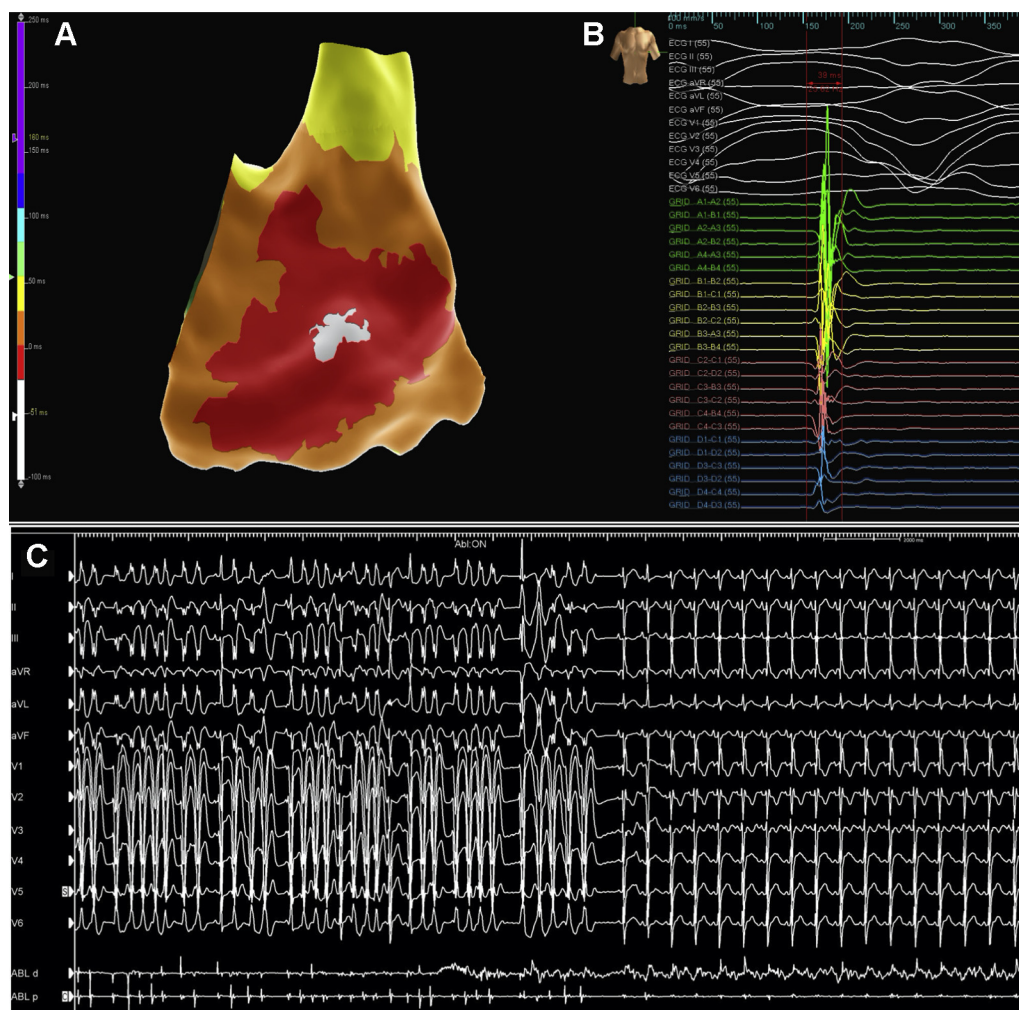 A
250 ms
200 ms
160 ms
150 ms
100 ms
50 ms
0 ms
-51 ms
-100 ms
B
0 ms
50
100
150
200
250
300
350
39 ms
ECG I (55)
ECG II (55)
ECG III (55)
ECG aVR (55)
ECG aVL (55)
ECG aVF (55)
ECG V1 (55)
ECG V2 (55)
ECG V3 (55)
ECG V4 (55)
ECG V5 (55)
ECG V6 (55)
GRID A1-A2 (55)
GRID A1-B1 (55)
GRID A2-A3 (55)
GRID A2-B2 (55)
GRID A4-A3 (55)
GRID A4-B4 (55)
GRID B1-B2 (55)
GRID B1-C1 (55)
GRID B2-B3 (55)
GRID B2-C2 (55)
GRID B3-A3 (55)
GRID B3-B4 (55)
GRID C2-C1 (55)
GRID C2-D2 (55)
GRID C3-B3 (55)
GRID C3-C2 (55)
GRID C4-B4 (55)
GRID C4-C3 (55)
GRID D1-C1 (55)
GRID D1-D2 (55)
GRID D3-C3 (55)
GRID D3-D2 (55)
GRID D4-C4 (55)
GRID D4-D3 (55)
C
Abl:ON
I
II
III
aVR
aVL
aVF
V1
V2
V3
V4
V5
V6
ABL d
ABL p